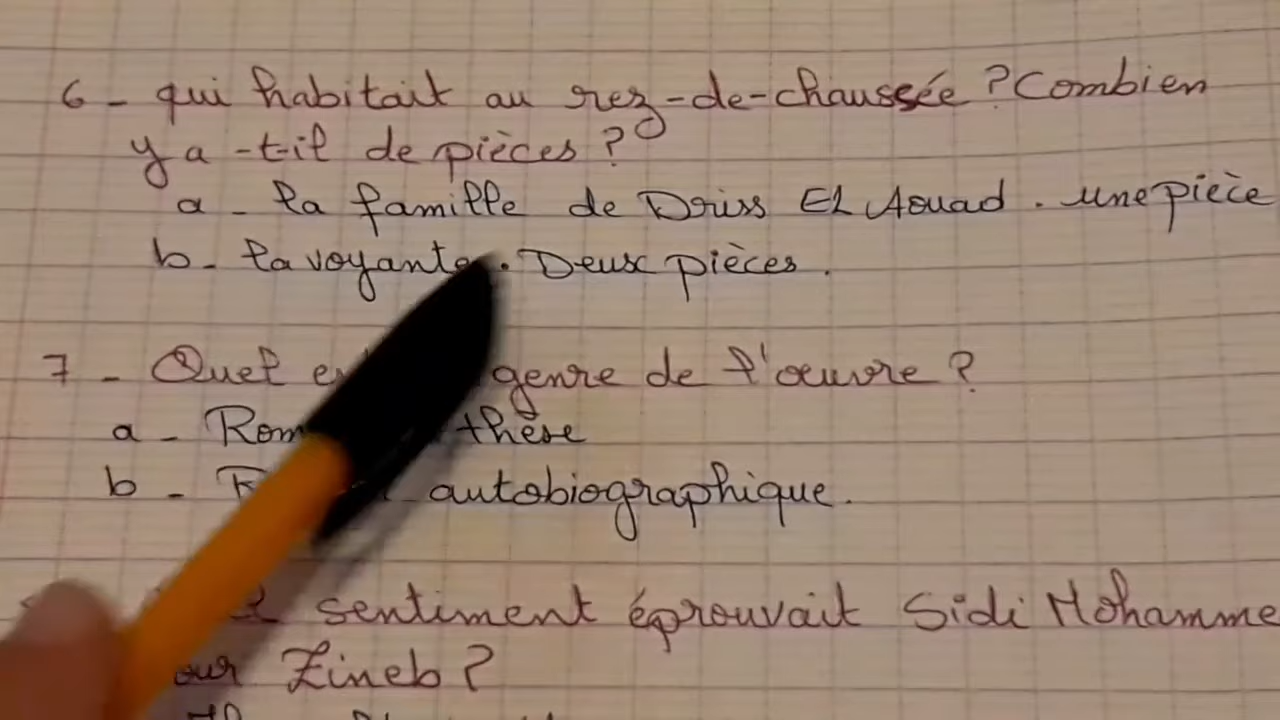 6 - qui habitait au rez-de-chaussée ? Combien
y a -t-il de pièces ?
a - la famille de Driss EL Aouad . une pièce
b - la voyante . Deux pièces .
7 - Quel genre de l'œuvre ?
a - thèse
b - autobiographique .
sentiment éprouvait Sidi Mohamme
Zineb ?